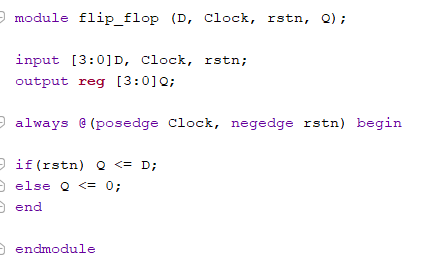 module flip_flop (D, Clock, rstn, Q);
input [3:0]D, Clock, rstn;
output reg [3:0]Q;
always @(posedge Clock, negedge rstn) begin
if(rstn) Q <= D;
else Q <= 0;
end
endmodule